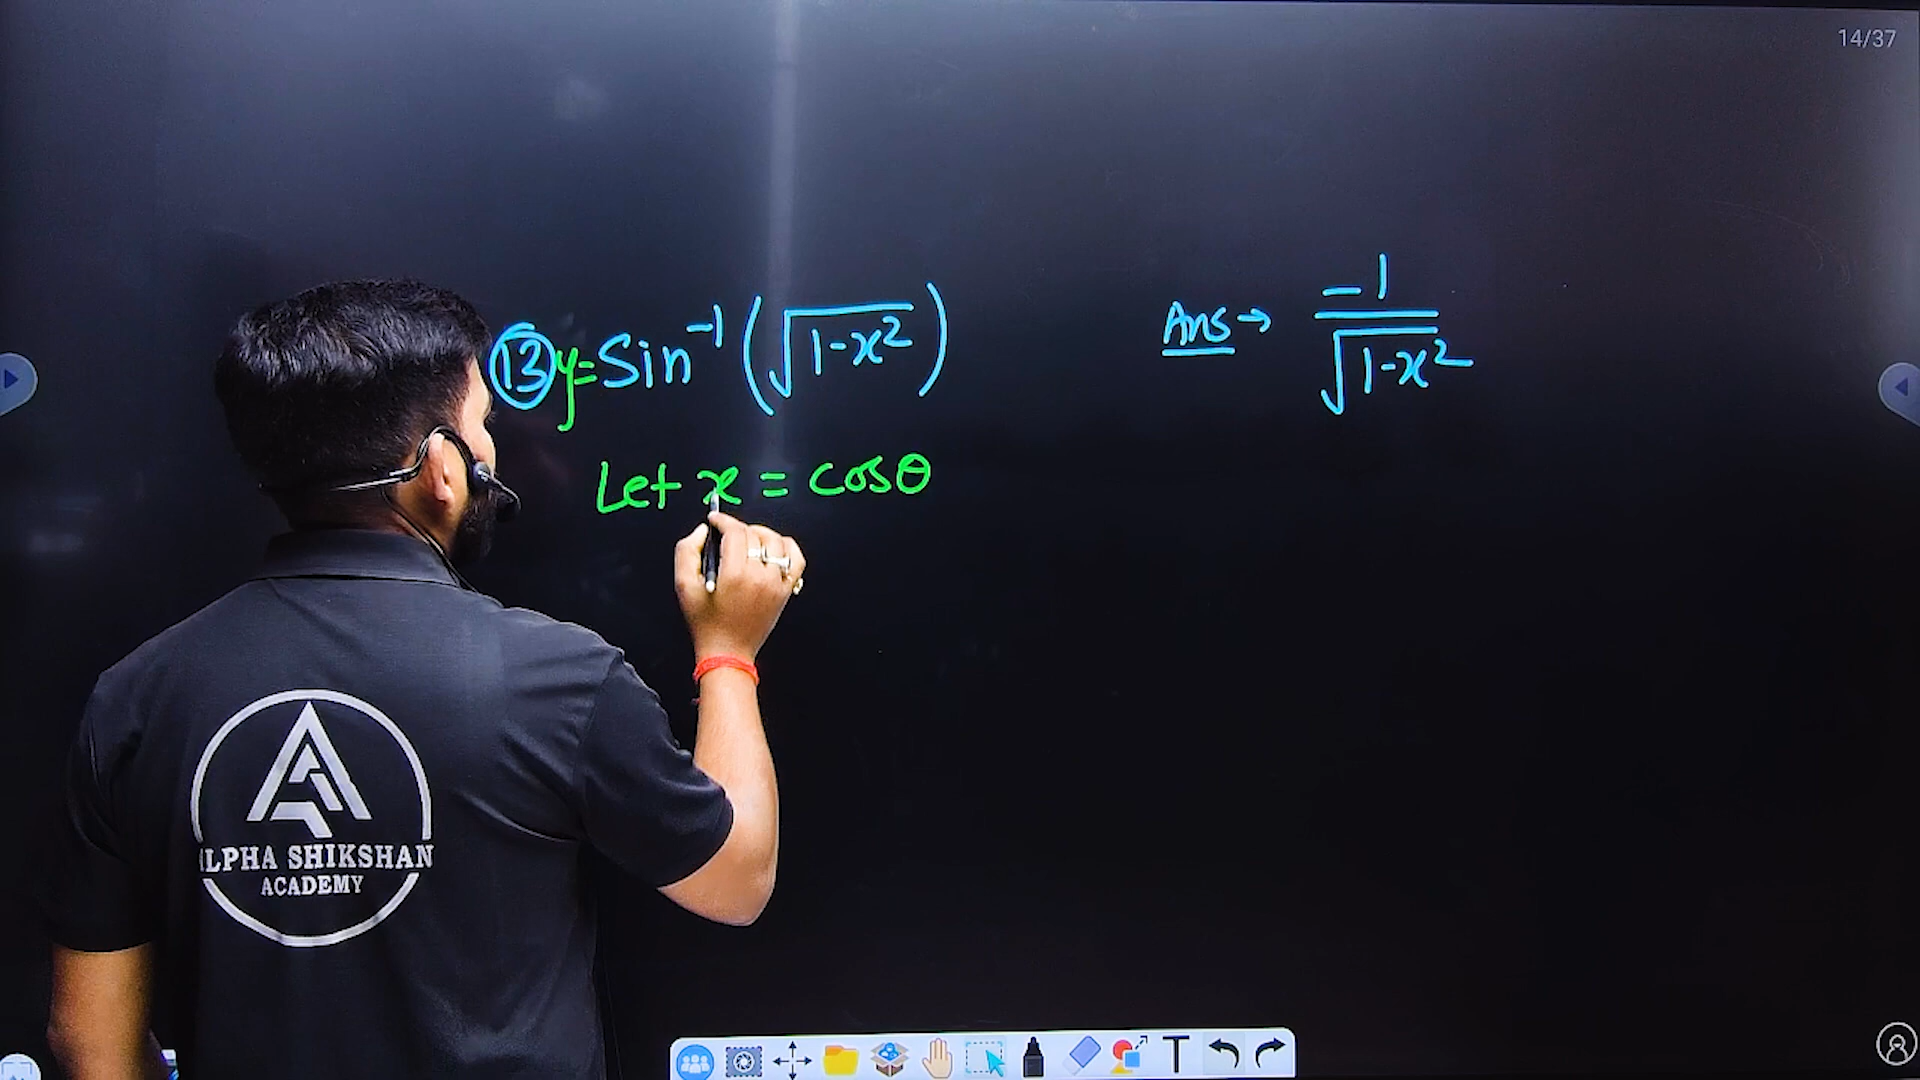 14/37
⑬ y= Sin⁻¹(√(1-x²))
Ans → -1/√(1-x²)
Let x = cosθ
LPHA SHIKSHAN
ACADEMY
T